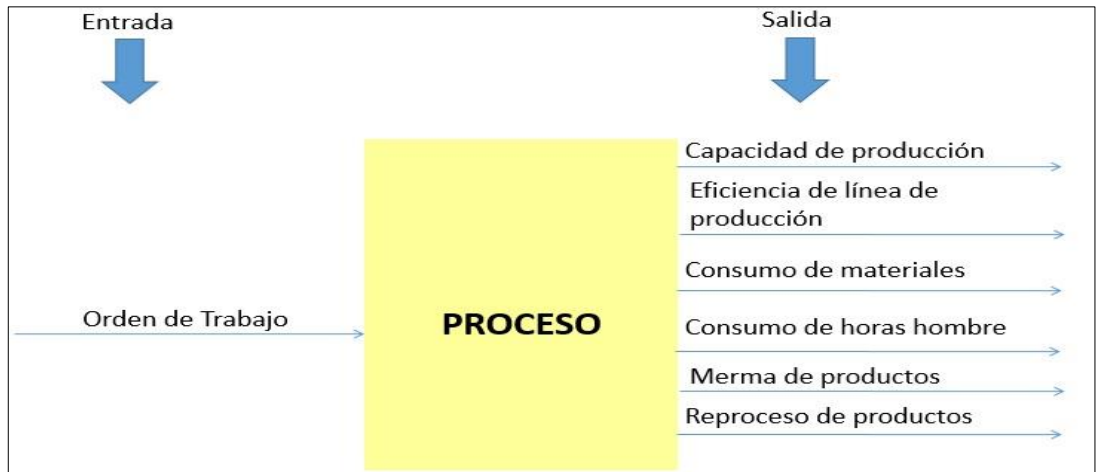 Entrada
Salida
Capacidad de producción
Eficiencia de línea de
producción
Consumo de materiales
Orden de Trabajo
PROCESO
Consumo de horas hombre
Merma de productos
Reproceso de productos